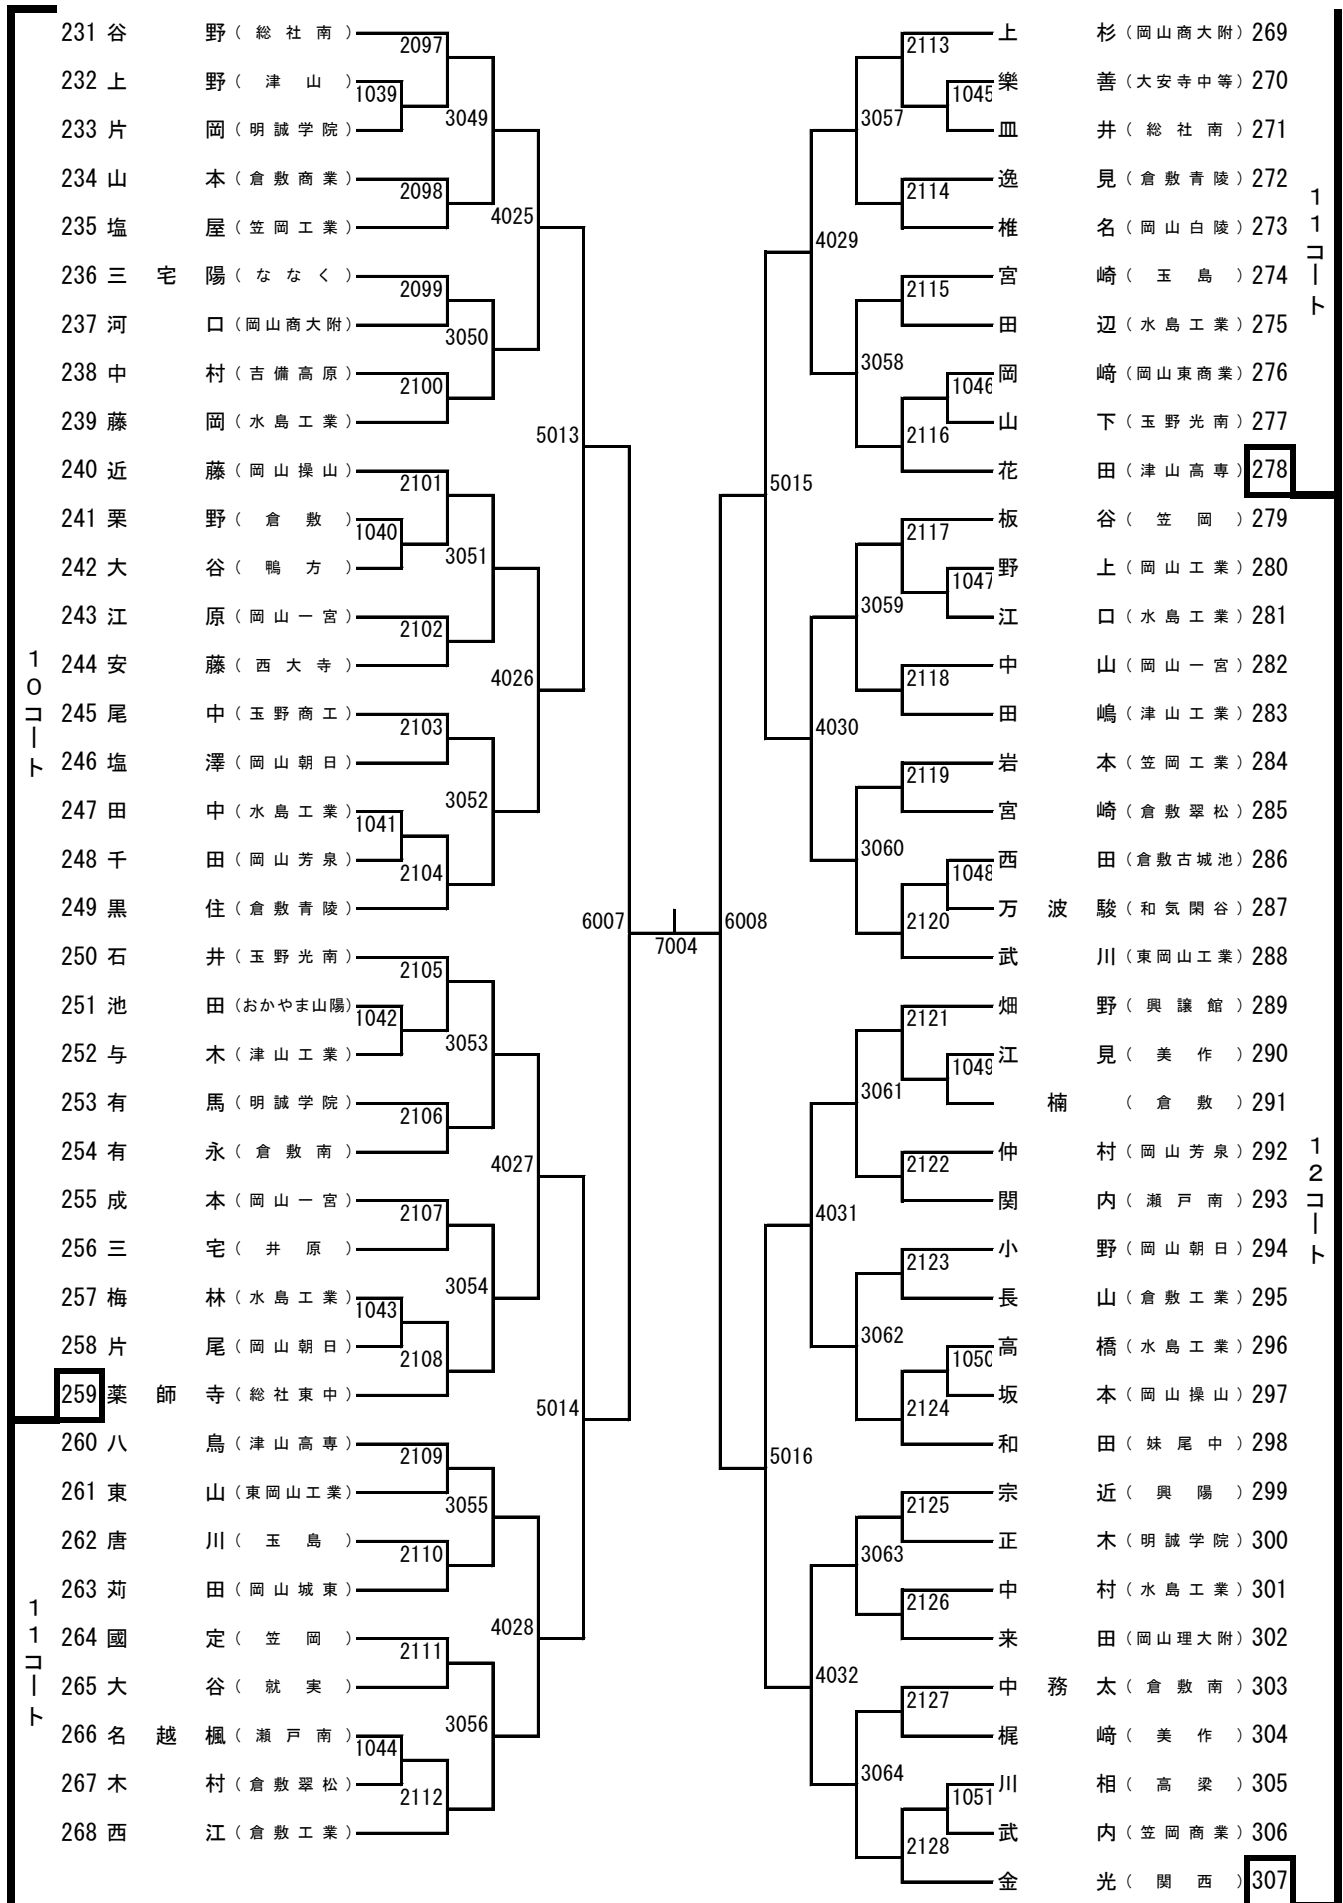 231 谷野 (総社南)
232 上野 (津山)
233 片岡 (明誠学院)
234 山本 (倉敷商業)
235 塩屋 (笠岡工業)
236 三宅陽 (ななく)
237 河口 (岡山商大附)
238 中村 (吉備高原)
239 藤岡 (水島工業)
240 近藤 (岡山操山)
241 栗野 (倉敷)
242 大谷 (鴨方)
243 江原 (岡山一宮)
244 安藤 (西大寺)
245 尾中 (玉野商工)
246 塩澤 (岡山朝日)
247 田中 (水島工業)
248 千田 (岡山芳泉)
249 黒住 (倉敷青陵)
250 石井 (玉野光南)
251 池田 (おかやま山陽)
252 与木 (津山工業)
253 有馬 (明誠学院)
254 有永 (倉敷南)
255 成本 (岡山一宮)
256 三宅 (井原)
257 梅林 (水島工業)
258 片尾 (岡山朝日)
259 薬師寺 (総社東中)
260 八鳥 (津山高専)
261 東山 (東岡山工業)
262 唐川 (玉島)
263 苅田 (岡山城東)
264 國定 (笠岡)
265 大谷 (就実)
266 名越楓 (瀬戸南)
267 木村 (倉敷翠松)
268 西江 (倉敷工業)
10コート
11コート
1039
1040
1041
1042
1043
1044
2097
2098
2099
2100
2101
2102
2103
2104
2105
2106
2107
2108
2109
2110
2111
2112
3049
3050
3051
3052
3053
3054
3055
3056
4025
4026
4027
4028
5013
5014
6007
7004
6008
5015
5016
4029
4030
4031
4032
3057
3058
3059
3060
3061
3062
3063
3064
2113
2114
2115
2116
2117
2118
2119
2120
2121
2122
2123
2124
2125
2126
2127
2128
1045
1046
1047
1048
1049
1050
1051
上杉 (岡山商大附) 269
樂善 (大安寺中等) 270
皿井 (総社南) 271
逸見 (倉敷青陵) 272
椎名 (岡山白陵) 273
宮崎 (玉島) 274
田辺 (水島工業) 275
岡﨑 (岡山東商業) 276
山下 (玉野光南) 277
花田 (津山高専) 278
板谷 (笠岡) 279
野上 (岡山工業) 280
江口 (水島工業) 281
中山 (岡山一宮) 282
田嶋 (津山工業) 283
岩本 (笠岡工業) 284
宮崎 (倉敷翠松) 285
西田 (倉敷古城池) 286
万波駿 (和気閑谷) 287
武川 (東岡山工業) 288
畑野 (興譲館) 289
江見 (美作) 290
楠 (倉敷) 291
仲村 (岡山芳泉) 292
関内 (瀬戸南) 293
小野 (岡山朝日) 294
長山 (倉敷工業) 295
高橋 (水島工業) 296
坂本 (岡山操山) 297
和田 (妹尾中) 298
宗近 (興陽) 299
正木 (明誠学院) 300
中村 (水島工業) 301
来田 (岡山理大附) 302
中務太 (倉敷南) 303
梶﨑 (美作) 304
川相 (高梁) 305
武内 (笠岡商業) 306
金光 (関西) 307
11コート
12コート